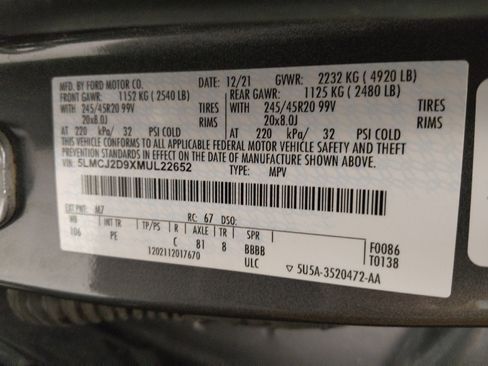 MFD. BY FORD MOTOR CO. DATE: 12/21 GVWR: 2232 KG ( 4920 LB)
FRONT GAWR: 1152 KG ( 2540 LB) REAR GAWR: 1125 KG ( 2480 LB)
WITH WITH
245/45R20 99V TIRES 245/45R20 99V TIRES
20x8.0J RIMS 20x8.0J RIMS
AT 220 kPa/ 32 PSI COLD AT 220 kPa/ 32 PSI COLD
THIS VEHICLE CONFORMS TO ALL APPLICABLE FEDERAL MOTOR VEHICLE SAFETY AND THEFT
PREVENTION STANDARDS IN EFFECT ON THE DATE OF MANUFACTURE SHOWN ABOVE.
VIN: 5LMCJ2D9XMUL22652 TYPE: MPV
EXT PNT: M7 RC: 67 DSO:
WB INT TR TP/PS R AXLE TR SPR
106 PE C 81 8 BBBB
ULC
F0086
T0138
1202112017670
5U5A-3520472-AA